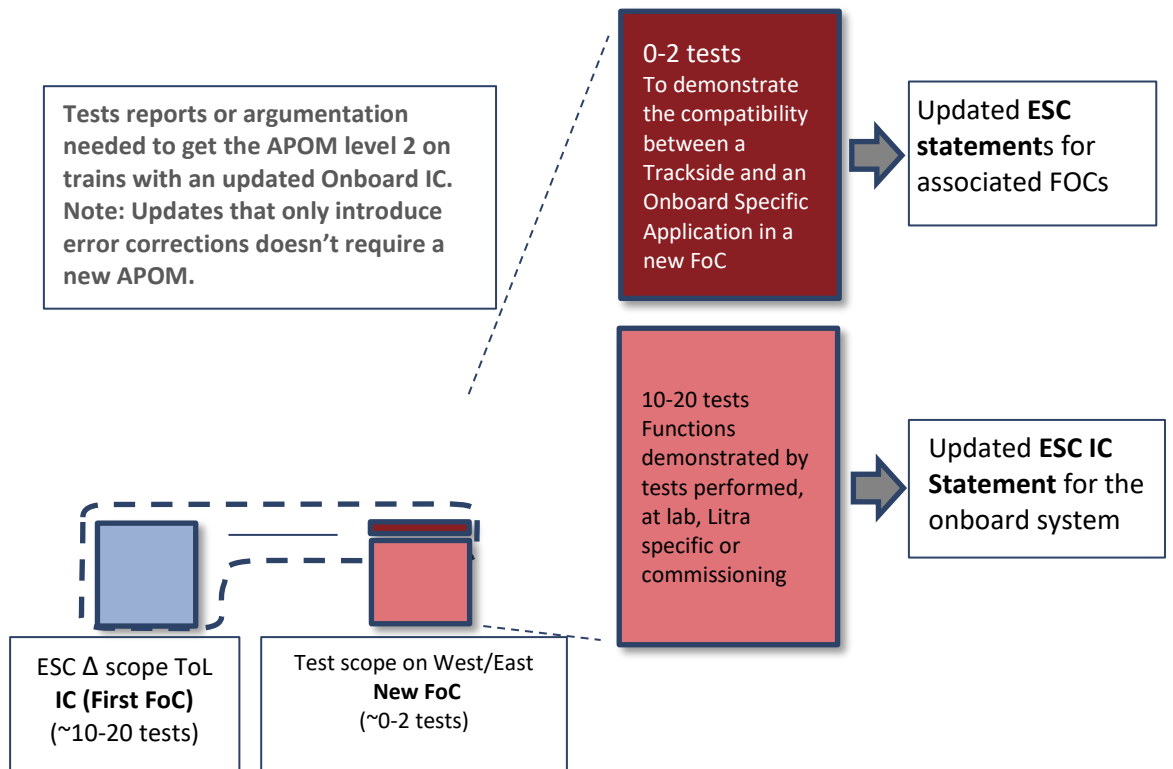 Tests reports or argumentation
needed to get the APOM level 2 on
trains with an updated Onboard IC.
Note: Updates that only introduce
error corrections doesn't require a
new APOM.
0-2 tests
To demonstrate
the compatibility
between a
Trackside and an
Onboard Specific
Application in a
new FoC
Updated ESC
statements for
associated FOCs
10-20 tests
Functions
demonstrated by
tests performed,
at lab, Litra
specific or
commissioning
Updated ESC IC
Statement for the
onboard system
ESC Δ scope ToL
IC (First FoC)
(~10-20 tests)
Test scope on West/East
New FoC
(~0-2 tests)